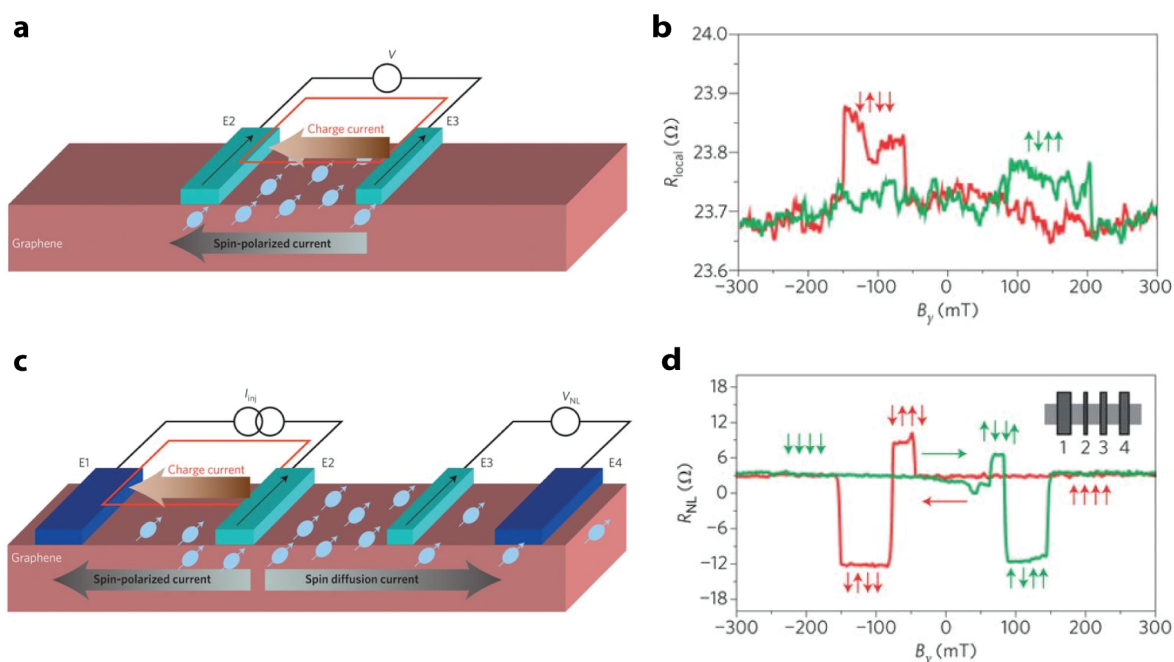 a
V
E2
E3
Charge current
Graphene
Spin-polarized current
b
24.0
23.9
23.8
23.7
23.6
R_local (Ω)
↓↑↓↓
↑↓↑↑
−300 −200 −100 0 100 200 300
B_y (mT)
c
I_inj
V_NL
E1
E2
E3
E4
Charge current
Graphene
Spin-polarized current
Spin diffusion current
d
18
12
6
0
−6
−12
−18
R_NL (Ω)
↓↑↑↓
↑↓↓↑
↓↓↓↓
↑↑↑↑
↓↑↓↓
↑↓↑↑
1 2 3 4
−300 −200 −100 0 100 200 300
B_y (mT)